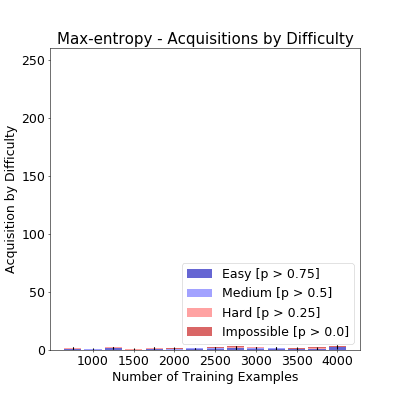 Max-entropy - Acquisitions by Difficulty
250
200
150
100
50
0
Acquisition by Difficulty
Easy [p > 0.75]
Medium [p > 0.5]
Hard [p > 0.25]
Impossible [p > 0.0]
1000 1500 2000 2500 3000 3500 4000
Number of Training Examples